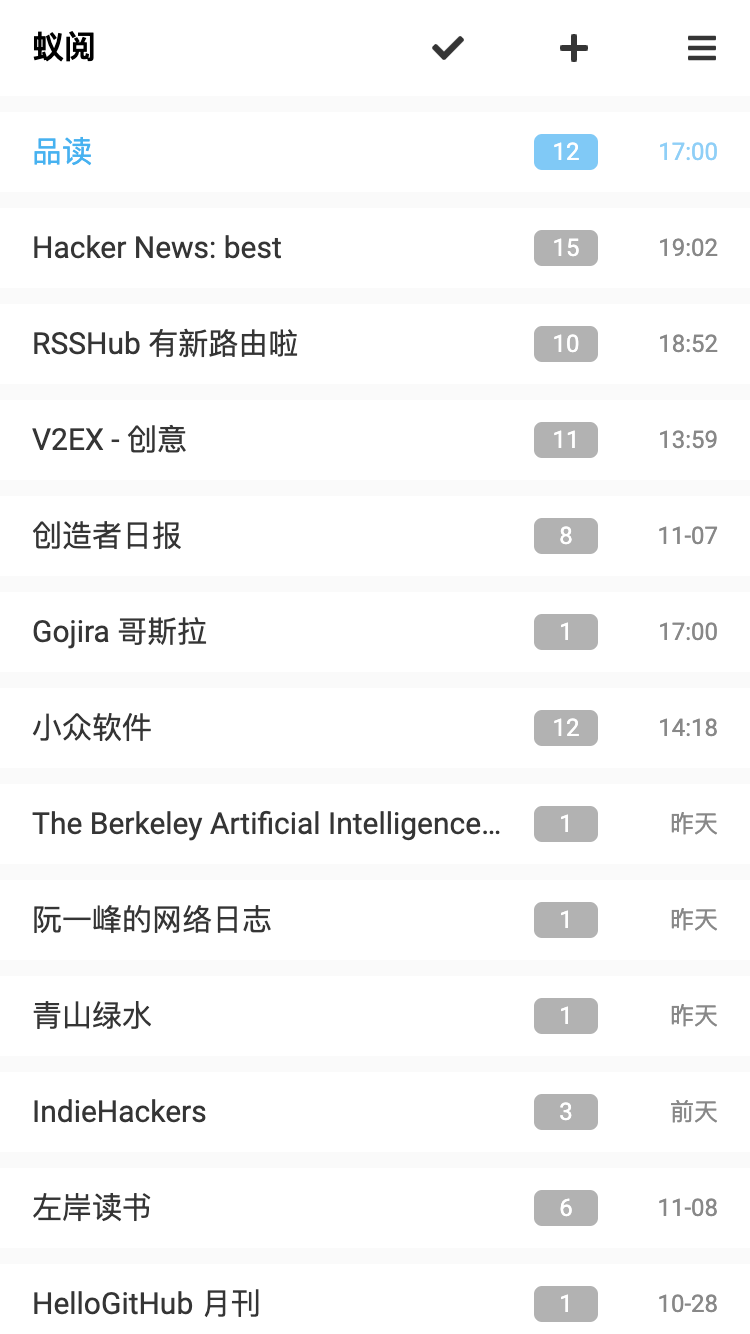 蚁阅
品读 12 17:00
Hacker News: best 15 19:02
RSSHub 有新路由啦 10 18:52
V2EX - 创意 11 13:59
创造者日报 8 11-07
Gojira 哥斯拉 1 17:00
小众软件 12 14:18
The Berkeley Artificial Intelligence... 1 昨天
阮一峰的网络日志 1 昨天
青山绿水 1 昨天
IndieHackers 3 前天
左岸读书 6 11-08
HelloGitHub 月刊 1 10-28